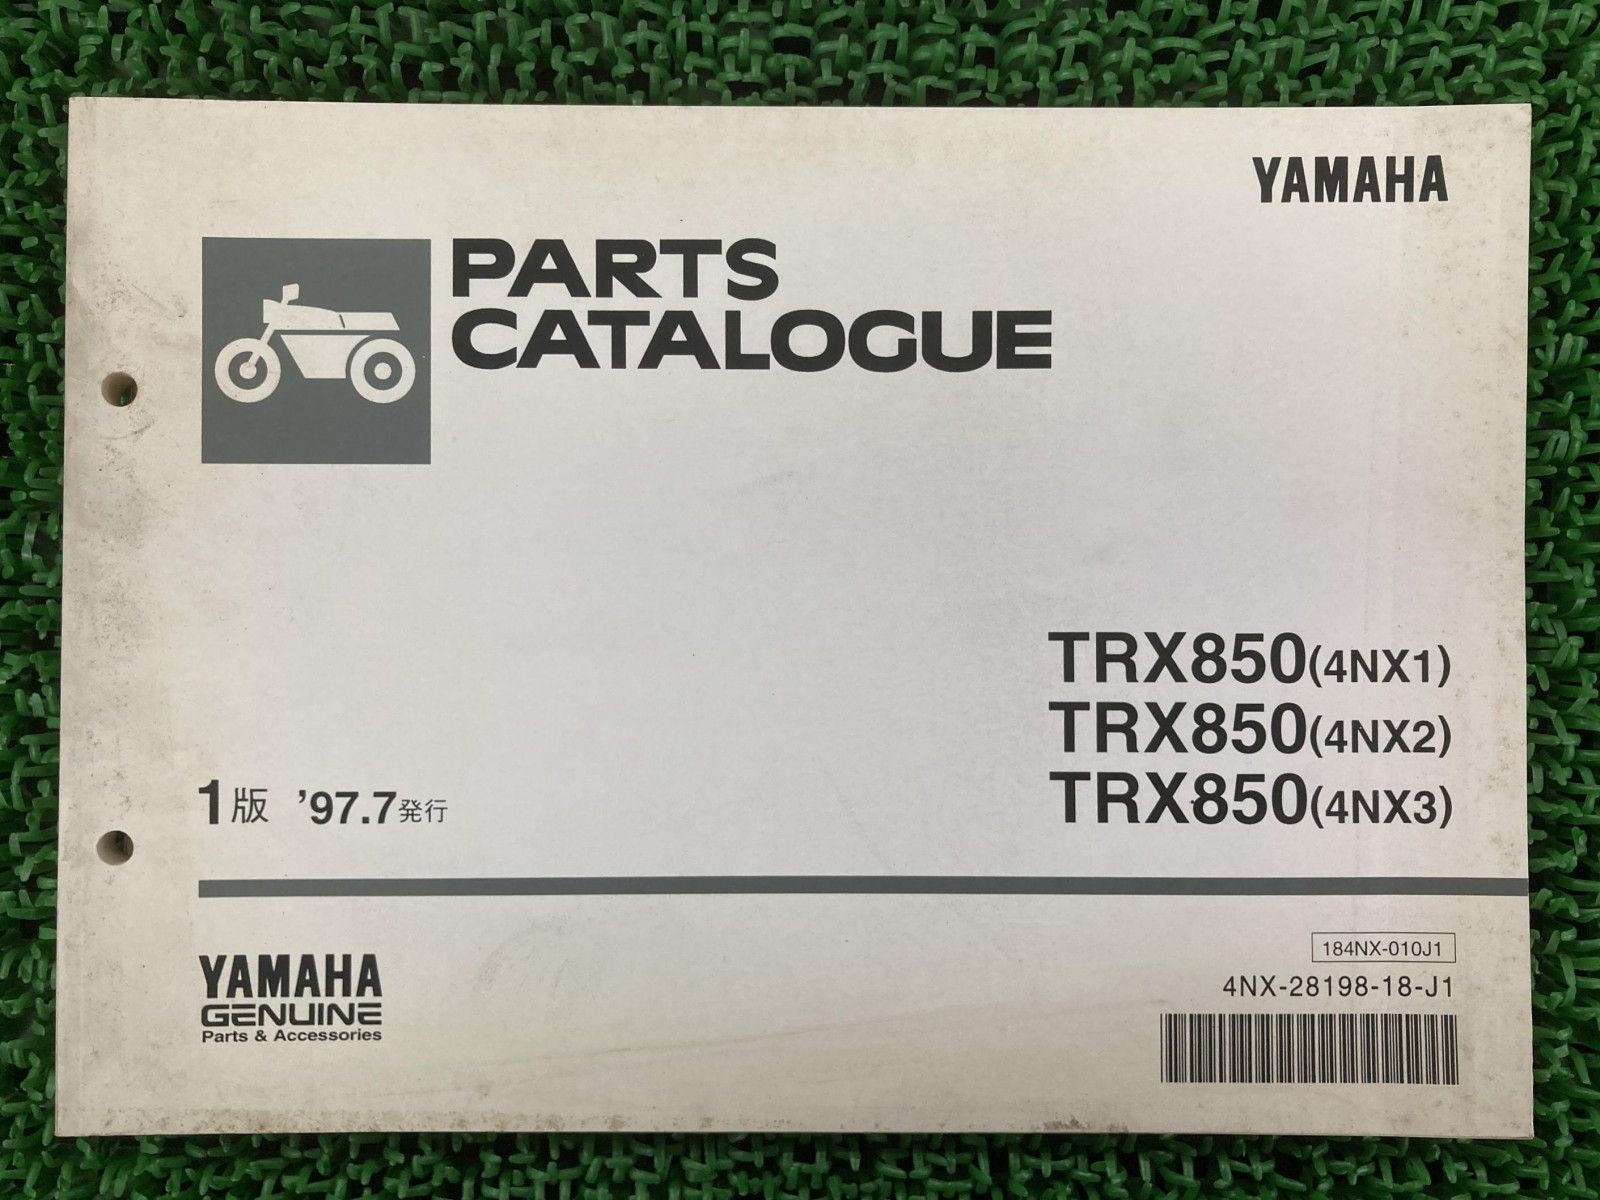 YAMAHA
PARTS
CATALOGUE
TRX850(4NX1)
TRX850(4NX2)
TRX850(4NX3)
1版 ’97.7発行
YAMAHA
GENUINE
Parts & Accessories
184NX-010J1
4NX-28198-18-J1